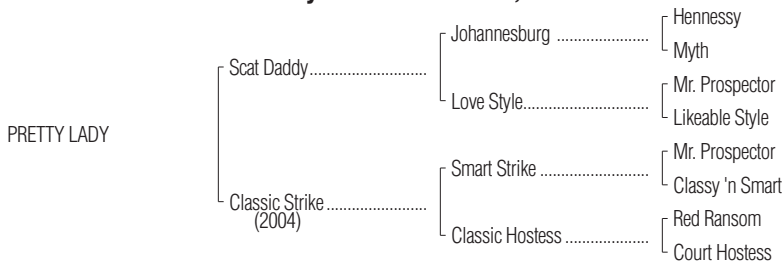 Hennessy
Johannesburg ......................
Myth
Scat Daddy...........................
Mr. Prospector
Love Style.............................
Likeable Style
PRETTY LADY
Mr. Prospector
Smart Strike .........................
Classy 'n Smart
Classic Strike .......................
(2004)
Red Ransom
Classic Hostess ...................
Court Hostess